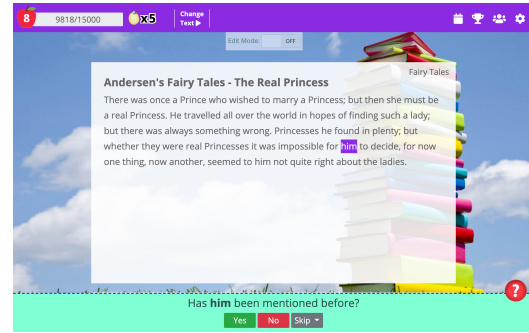 8
9818/15000
x5
Change
Text ▶
Edit Mode: OFF
Fairy Tales
Andersen's Fairy Tales - The Real Princess
There was once a Prince who wished to marry a Princess; but then she must be
a real Princess. He travelled all over the world in hopes of finding such a lady;
but there was always something wrong. Princesses he found in plenty; but
whether they were real Princesses it was impossible for him to decide, for now
one thing, now another, seemed to him not quite right about the ladies.
?
Has him been mentioned before?
Yes No Skip